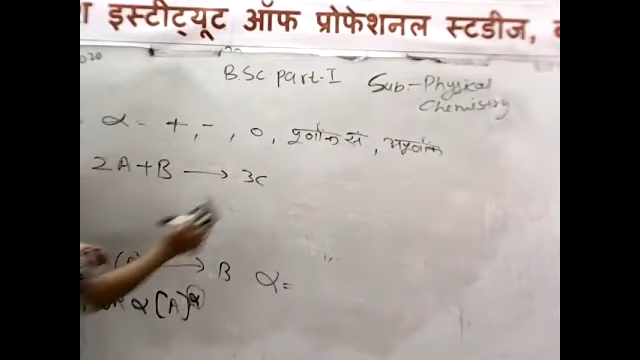 इंस्टीट्यूट ऑफ प्रोफेशनल स्टडीज,
B.Sc part-I Sub:- Physical
Chemistry
α = +, -, 0, पूर्णांक सं,
2A + B → 3C
→ B α =
α [A]^α